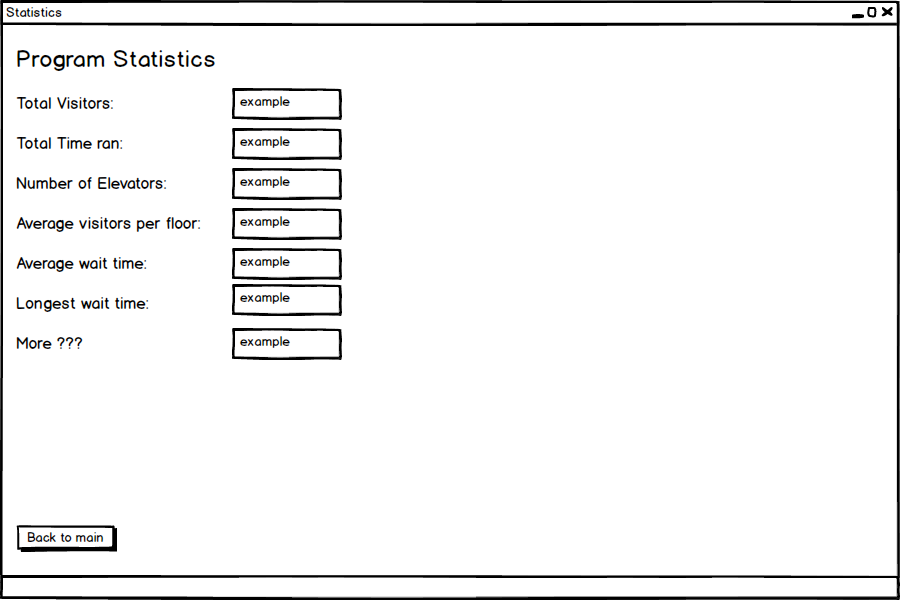 Statistics
Program Statistics
Total Visitors: example
Total Time ran: example
Number of Elevators: example
Average visitors per floor: example
Average wait time: example
Longest wait time: example
More ??? example
Back to main